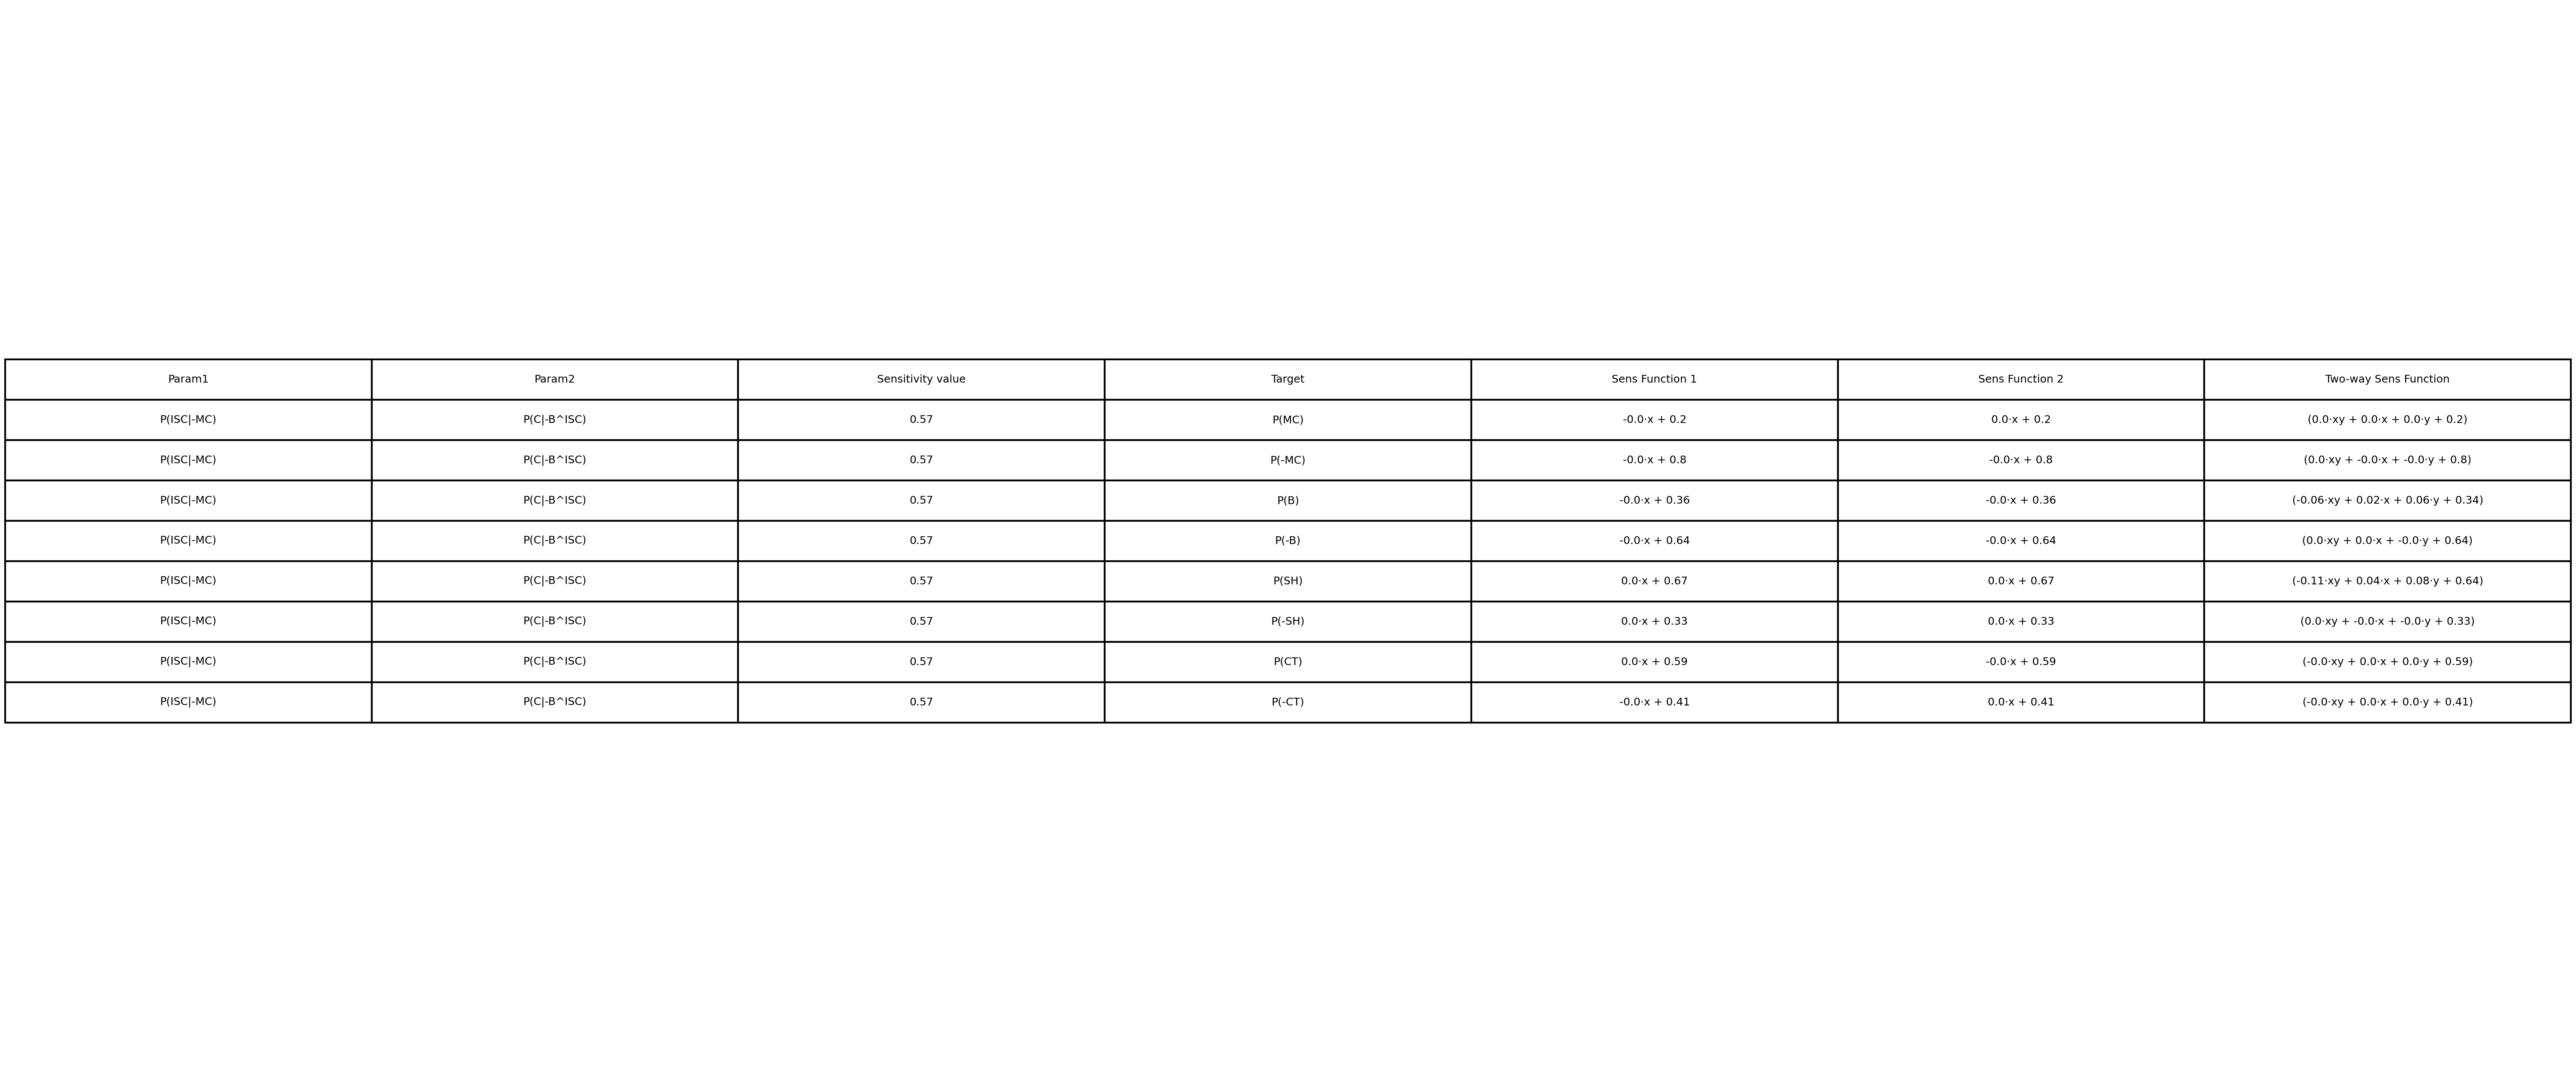 Param1 Param2 Sensitivity value Target Sens Function 1 Sens Function 2 Two-way Sens Function
P(ISC|-MC) P(C|-B^ISC) 0.57 P(MC) -0.0·x + 0.2 0.0·x + 0.2 (0.0·xy + 0.0·x + 0.0·y + 0.2)
P(ISC|-MC) P(C|-B^ISC) 0.57 P(-MC) -0.0·x + 0.8 -0.0·x + 0.8 (0.0·xy + -0.0·x + -0.0·y + 0.8)
P(ISC|-MC) P(C|-B^ISC) 0.57 P(B) -0.0·x + 0.36 -0.0·x + 0.36 (-0.06·xy + 0.02·x + 0.06·y + 0.34)
P(ISC|-MC) P(C|-B^ISC) 0.57 P(-B) -0.0·x + 0.64 -0.0·x + 0.64 (0.0·xy + 0.0·x + -0.0·y + 0.64)
P(ISC|-MC) P(C|-B^ISC) 0.57 P(SH) 0.0·x + 0.67 0.0·x + 0.67 (-0.11·xy + 0.04·x + 0.08·y + 0.64)
P(ISC|-MC) P(C|-B^ISC) 0.57 P(-SH) 0.0·x + 0.33 0.0·x + 0.33 (0.0·xy + -0.0·x + -0.0·y + 0.33)
P(ISC|-MC) P(C|-B^ISC) 0.57 P(CT) 0.0·x + 0.59 -0.0·x + 0.59 (-0.0·xy + 0.0·x + 0.0·y + 0.59)
P(ISC|-MC) P(C|-B^ISC) 0.57 P(-CT) -0.0·x + 0.41 0.0·x + 0.41 (-0.0·xy + 0.0·x + 0.0·y + 0.41)